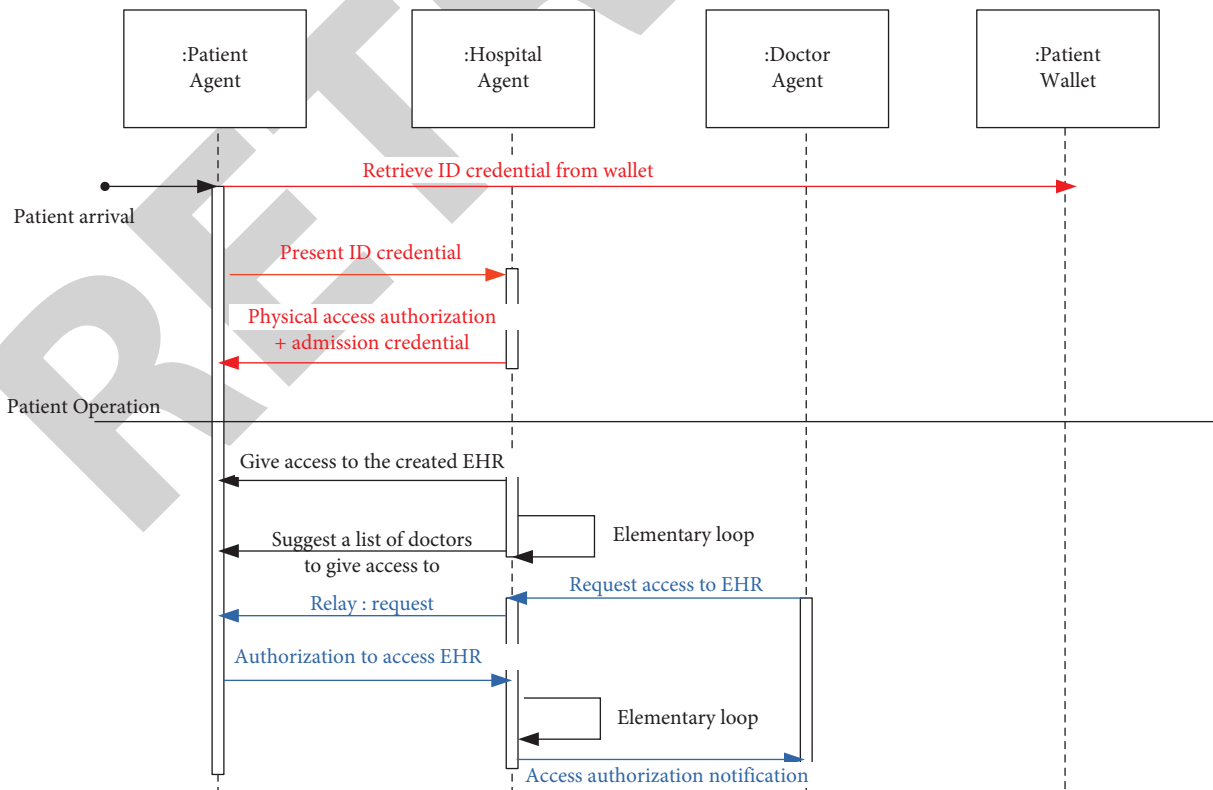 :Patient
Agent
:Hospital
Agent
:Doctor
Agent
:Patient
Wallet
Retrieve ID credential from wallet
Patient arrival
Present ID credential
Physical access authorization
+ admission credential
Patient Operation
Give access to the created EHR
Elementary loop
Suggest a list of doctors
to give access to
Request access to EHR
Relay : request
Authorization to access EHR
Elementary loop
Access authorization notification